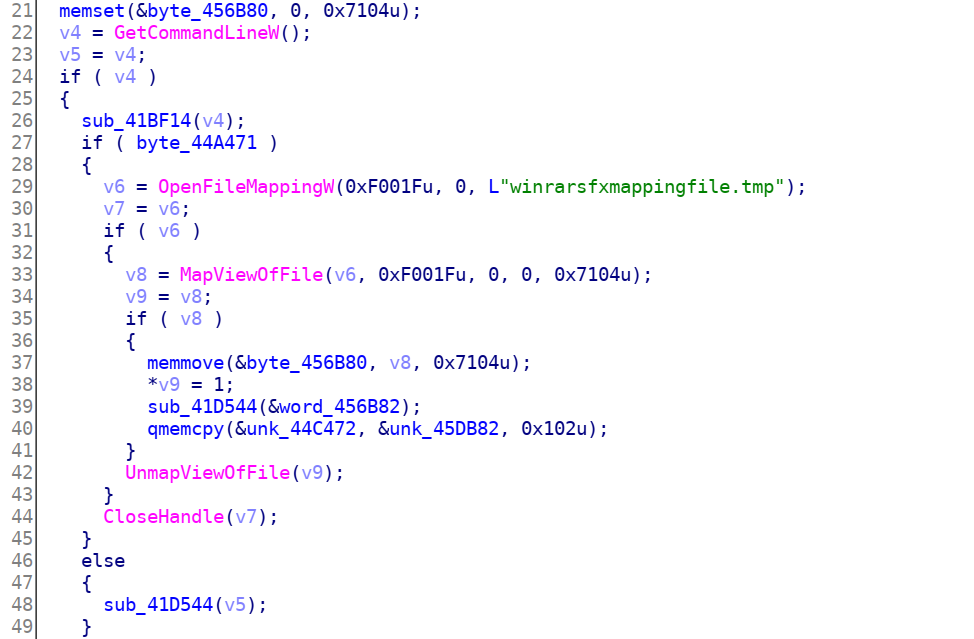 21 memset(&byte_456B80, 0, 0x7104u);
22 v4 = GetCommandLineW();
23 v5 = v4;
24 if ( v4 )
25 {
26 sub_41BF14(v4);
27 if ( byte_44A471 )
28 {
29 v6 = OpenFileMappingW(0xF001Fu, 0, L"winrarsfxmappingfile.tmp");
30 v7 = v6;
31 if ( v6 )
32 {
33 v8 = MapViewOfFile(v6, 0xF001Fu, 0, 0, 0x7104u);
34 v9 = v8;
35 if ( v8 )
36 {
37 memmove(&byte_456B80, v8, 0x7104u);
38 *v9 = 1;
39 sub_41D544(&word_456B82);
40 qmemcpy(&unk_44C472, &unk_45DB82, 0x102u);
41 }
42 UnmapViewOfFile(v9);
43 }
44 CloseHandle(v7);
45 }
46 else
47 {
48 sub_41D544(v5);
49 }